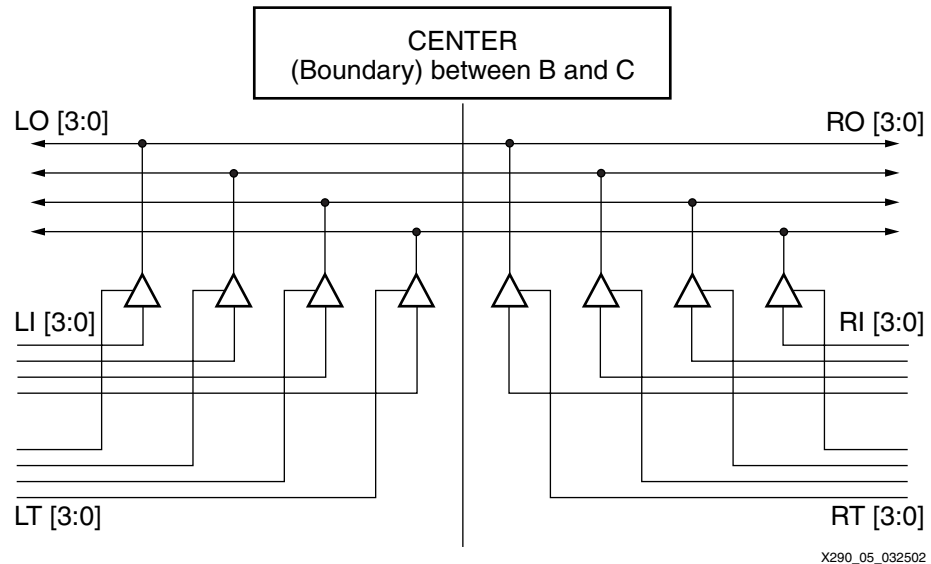 CENTER
(Boundary) between B and C
LO [3:0]
RO [3:0]
LI [3:0]
RI [3:0]
LT [3:0]
RT [3:0]
X290_05_032502